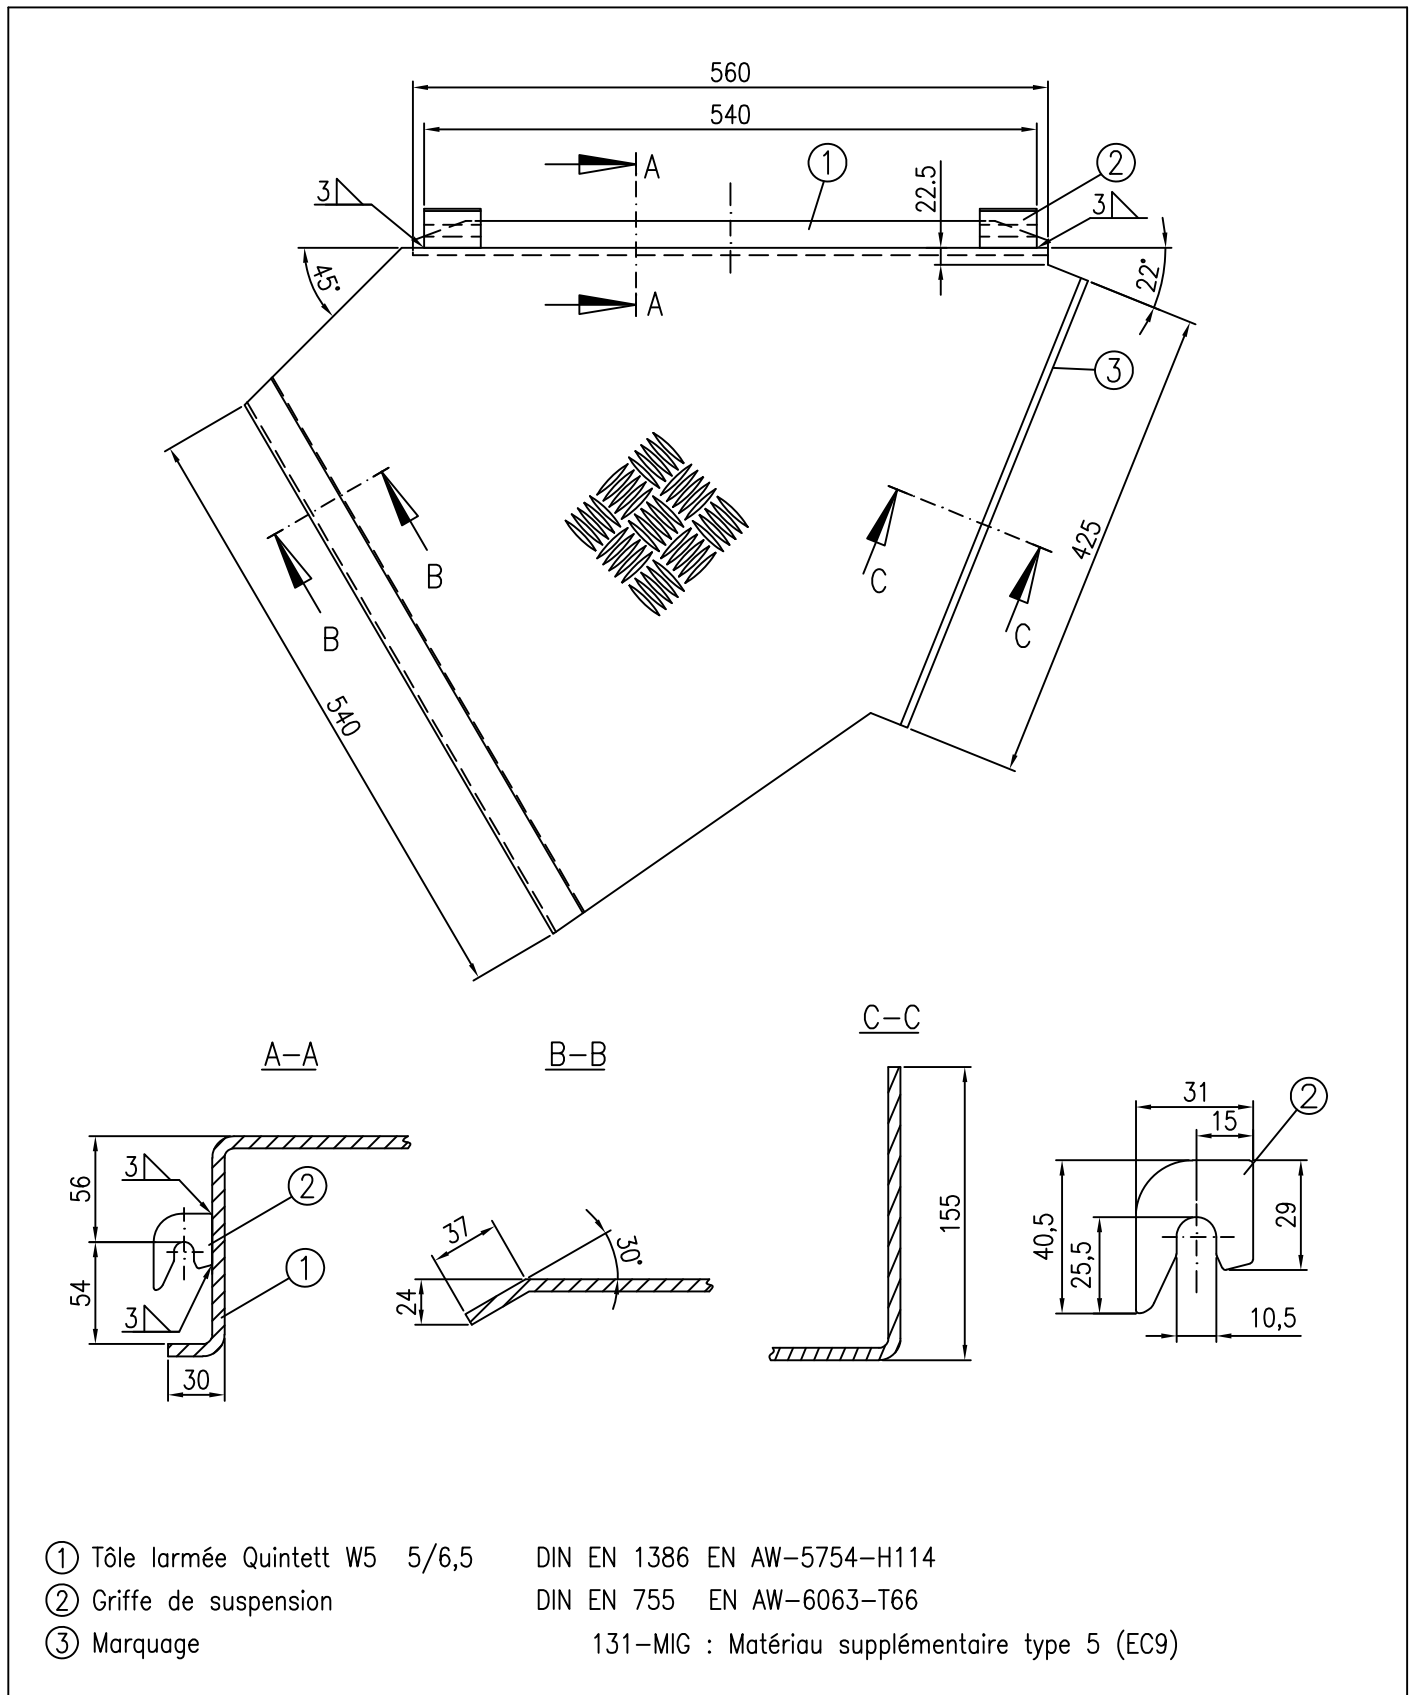 560
540
A
1
2
22.5
3
3
45°
22°
A
3
B
B
C
C
425
540
C-C
A-A
B-B
56
3
2
54
3
1
30
37
30°
24
155
31
2
15
40,5
25,5
29
10,5
1 Tôle larmée Quintett W5 5/6,5 DIN EN 1386 EN AW-5754-H114
2 Griffe de suspension DIN EN 755 EN AW-6063-T66
3 Marquage 131-MIG : Matériau supplémentaire type 5 (EC9)